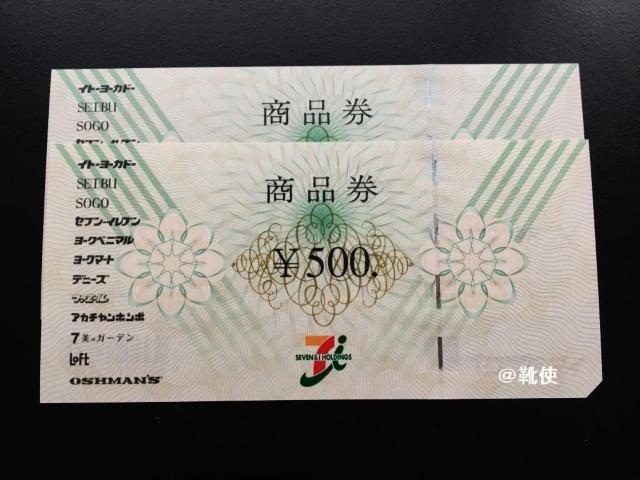 イトーヨーカドー
SEIBU
SOGO
商品券
イトーヨーカドー
SEIBU
SOGO
セブン-イレブン
ヨークベニマル
ヨークマート
デニーズ
アカチャンホンポ
7美のガーデン
LoFt
OSHMAN'S
商品券
¥500.
7i
SEVEN & i HOLDINGS
@靴使